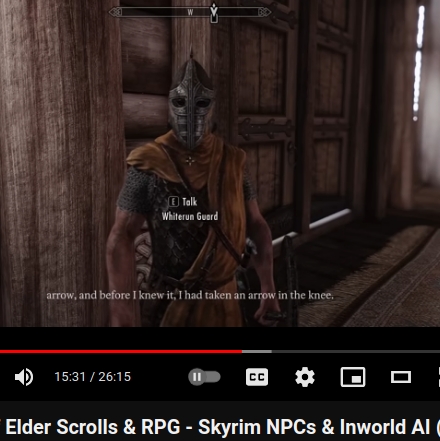 W
E Talk
Whiterun Guard
arrow, and before I knew it, I had taken an arrow in the knee.
15:31 / 26:15
CC
Elder Scrolls & RPG - Skyrim NPCs & Inworld AI (